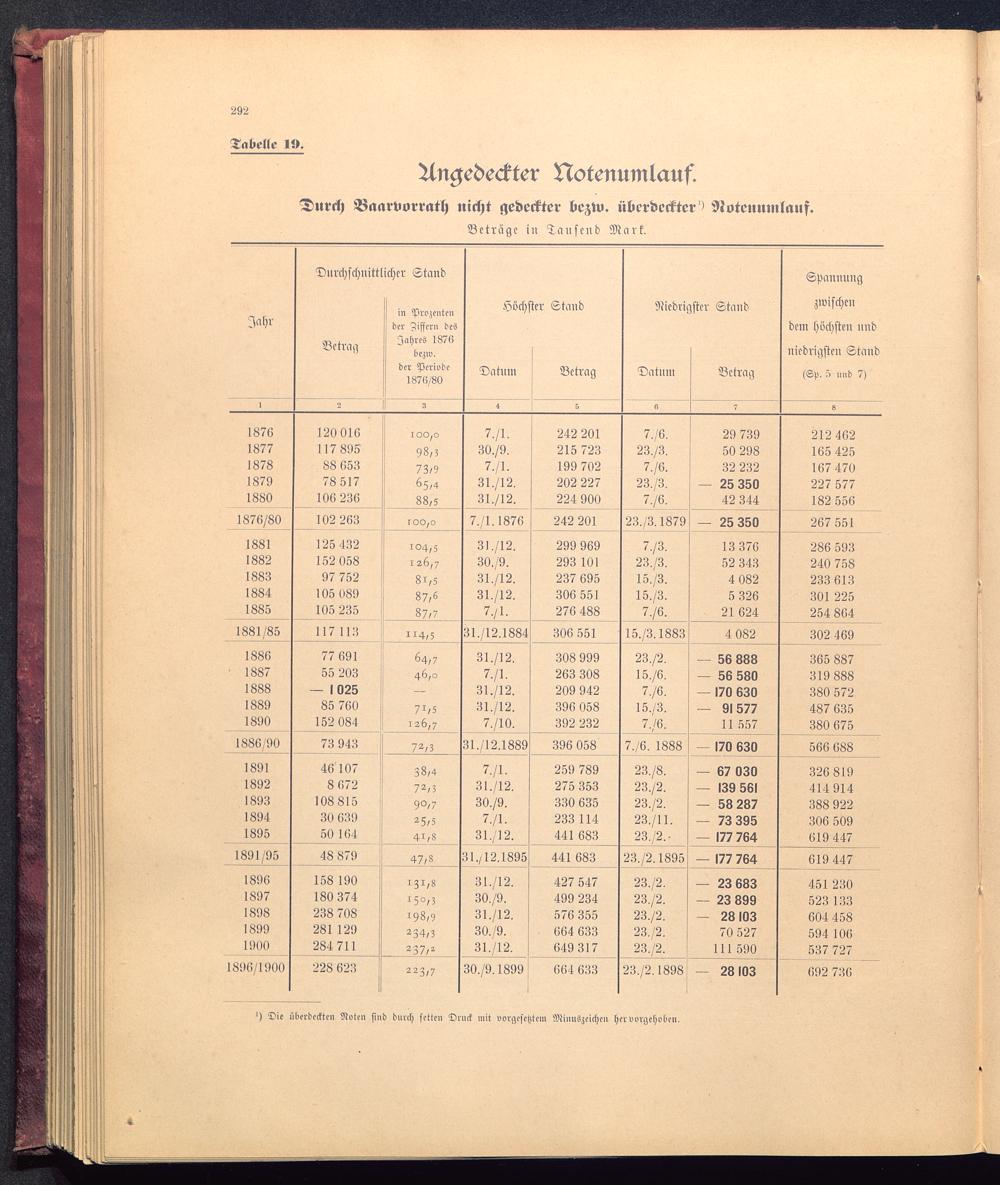 292
Tabelle 19.
Ungedeckter Notenumlauf.
Durch Baarvorrath nicht gedeckter bezw. überdeckter¹) Notenumlauf.
Beträge in Tausend Mark.
Jahr
Durchschnittlicher Stand
Betrag
in Prozenten
der Ziffern des
Jahres 1876
bezw.
der Periode
1876/80
Höchster Stand
Datum Betrag
Niedrigster Stand
Datum Betrag
Spannung
zwischen
dem höchsten und
niedrigsten Stand
(Sp. 5 und 7)
1 2 3 4 5 6 7 8
1876 120 016 100,0 7./1. 242 201 7./6. 29 739 212 462
1877 117 895 98,3 30./9. 215 723 23./3. 50 298 165 425
1878 88 653 73,9 7./1. 199 702 7./6. 32 232 167 470
1879 78 517 65,4 31./12. 202 227 23./3. — 25 350 227 577
1880 106 236 88,5 31./12. 224 900 7./6. 42 344 182 556
1876/80 102 263 100,0 7./1. 1876 242 201 23./3. 1879 — 25 350 267 551
1881 125 432 104,5 31./12. 299 969 7./3. 13 376 286 593
1882 152 058 126,7 30./9. 293 101 23./3. 52 343 240 758
1883 97 752 81,5 31./12. 237 695 15./3. 4 082 233 613
1884 105 089 87,6 31./12. 306 551 15./3. 5 326 301 225
1885 105 235 87,7 7./1. 276 488 7./6. 21 624 254 864
1881/85 117 113 114,5 31./12.1884 306 551 15./3. 1883 4 082 302 469
1886 77 691 64,7 31./12. 308 999 23./2. — 56 888 365 887
1887 55 203 46,0 7./1. 263 308 15./6. — 56 580 319 888
1888 — 1 025 — 31./12. 209 942 7./6. — 170 630 380 572
1889 85 760 71,5 31./12. 396 058 15./3. — 91 577 487 635
1890 152 084 126,7 7./10. 392 232 7./6. 11 557 380 675
1886/90 73 943 72,3 31./12.1889 396 058 7./6. 1888 — 170 630 566 688
1891 46 107 38,4 7./1. 259 789 23./8. — 67 030 326 819
1892 8 672 72,3 31./12. 275 353 23./2. — 139 561 414 914
1893 108 815 90,7 30./9. 330 635 23./2. — 58 287 388 922
1894 30 639 25,5 7./1. 233 114 23./11. — 73 395 306 509
1895 50 164 41,8 31./12. 441 683 23./2. — 177 764 619 447
1891/95 48 879 47,8 31./12.1895 441 683 23./2. 1895 — 177 764 619 447
1896 158 190 131,8 31./12. 427 547 23./2. — 23 683 451 230
1897 180 374 150,3 30./9. 499 234 23./2. — 23 899 523 133
1898 238 708 198,9 31./12. 576 355 23./2. — 28 103 604 458
1899 281 129 234,3 30./9. 664 633 23./2. 70 527 594 106
1900 284 711 237,2 31./12. 649 317 23./2. 111 590 537 727
1896/1900 228 623 223,7 30./9. 1899 664 633 23./2. 1898 — 28 103 692 736
¹) Die überdeckten Noten sind durch fetten Druck mit vorgesetztem Minuszeichen hervorgehoben.